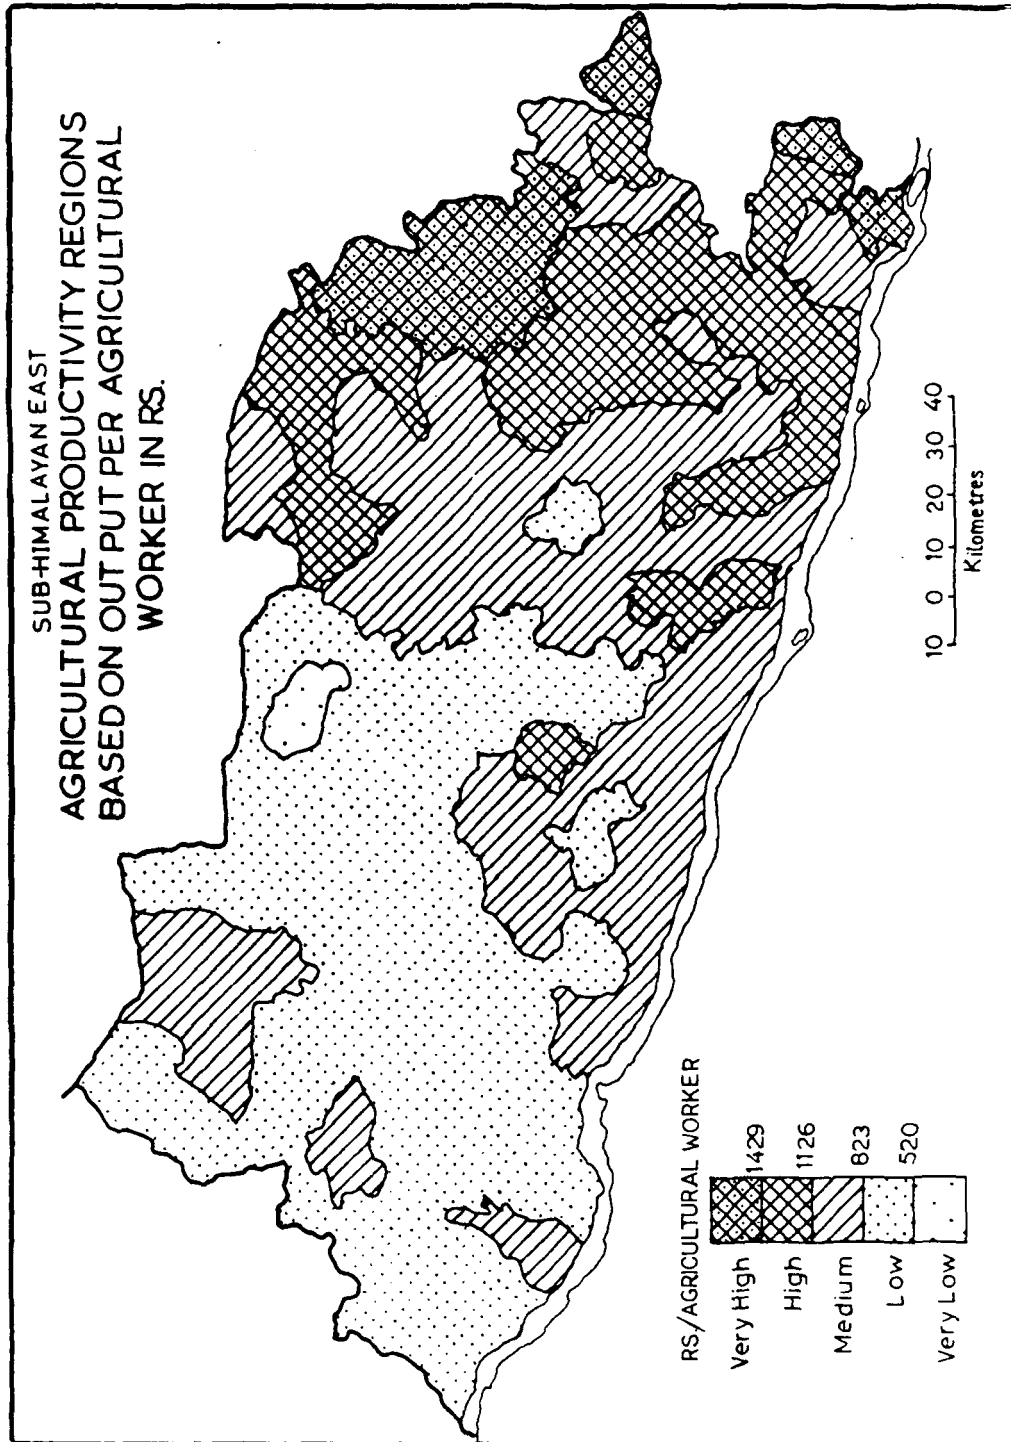 SUB-HIMALAYAN EAST
AGRICULTURAL PRODUCTIVITY REGIONS
BASED ON OUT PUT PER AGRICULTURAL
WORKER IN RS.
10 0 10 20 30 40
Kilometres
RS./AGRICULTURAL WORKER
Very High
1429
High
1126
Medium
823
Low
520
Very Low